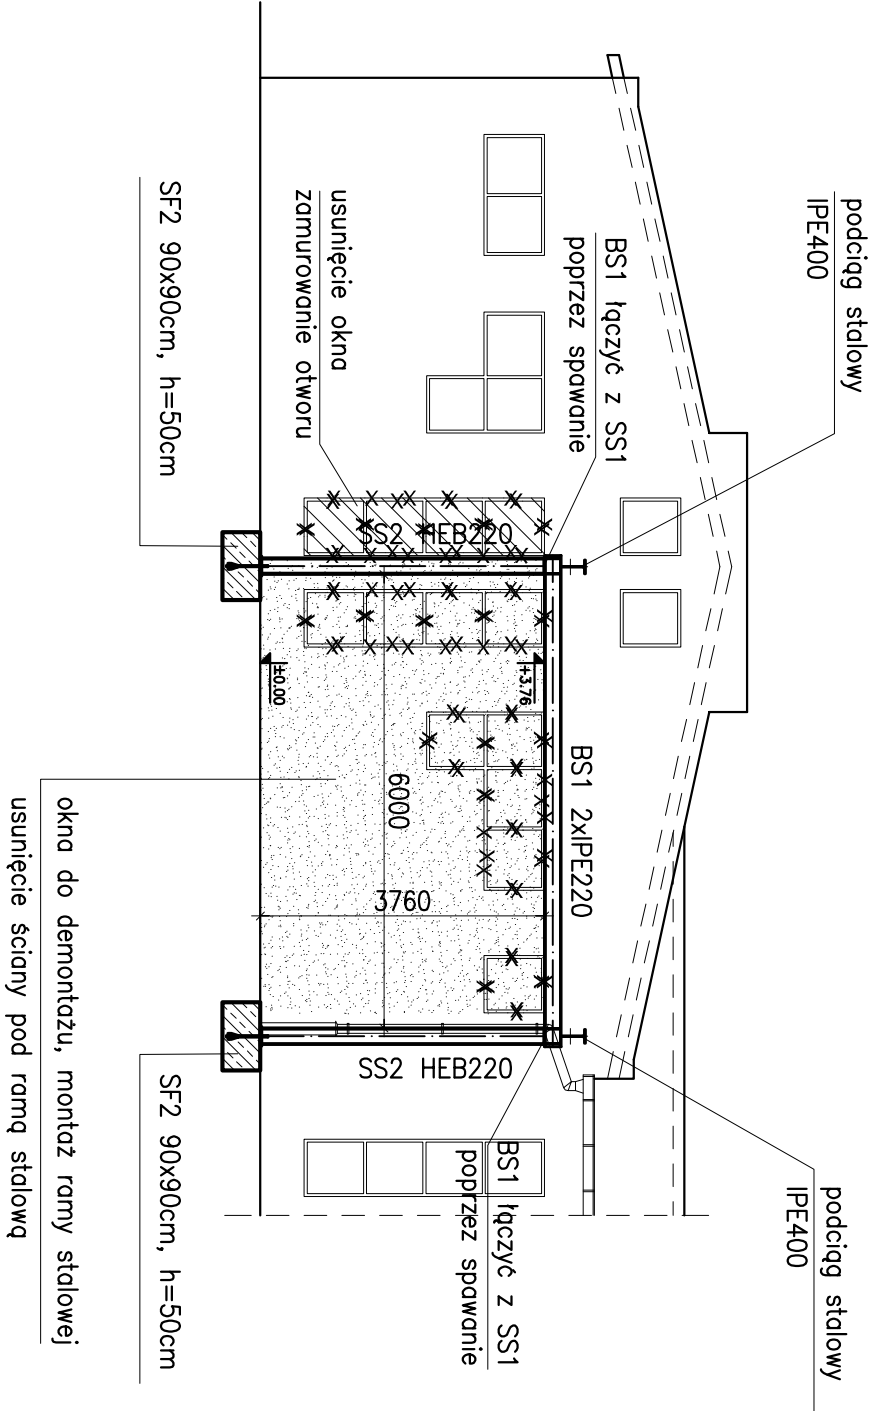 podciąg stalowy
IPE400
BS1 łączyć z SS1
poprzez spawanie
usunięcie okna
zamurowanie otworu
SF2 90x90cm, h=50cm
SS2 HEB220
+3.76
±0.00
BS1 2xIPE220
6000
3760
SS2 HEB220
podciąg stalowy
IPE400
BS1 łączyć z SS1
poprzez spawanie
SF2 90x90cm, h=50cm
okna do demontażu, montaż ramy stalowej
usunięcie ściany pod ramą stalową